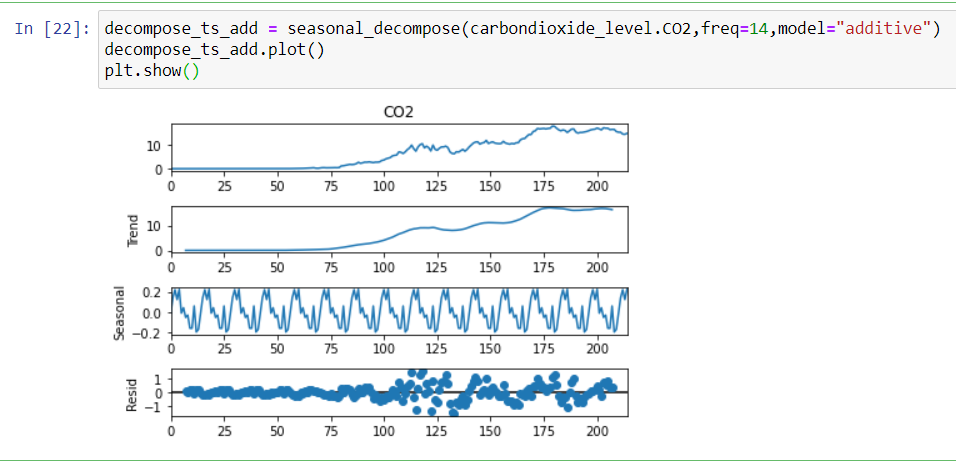 In [22]: decompose_ts_add = seasonal_decompose(carbondioxide_level.CO2,freq=14,model="additive")
decompose_ts_add.plot()
plt.show()
CO2
10
0
0 25 50 75 100 125 150 175 200
Trend
10
0
0 25 50 75 100 125 150 175 200
Seasonal
0.2
0.0
−0.2
0 25 50 75 100 125 150 175 200
Resid
1
0
−1
0 25 50 75 100 125 150 175 200